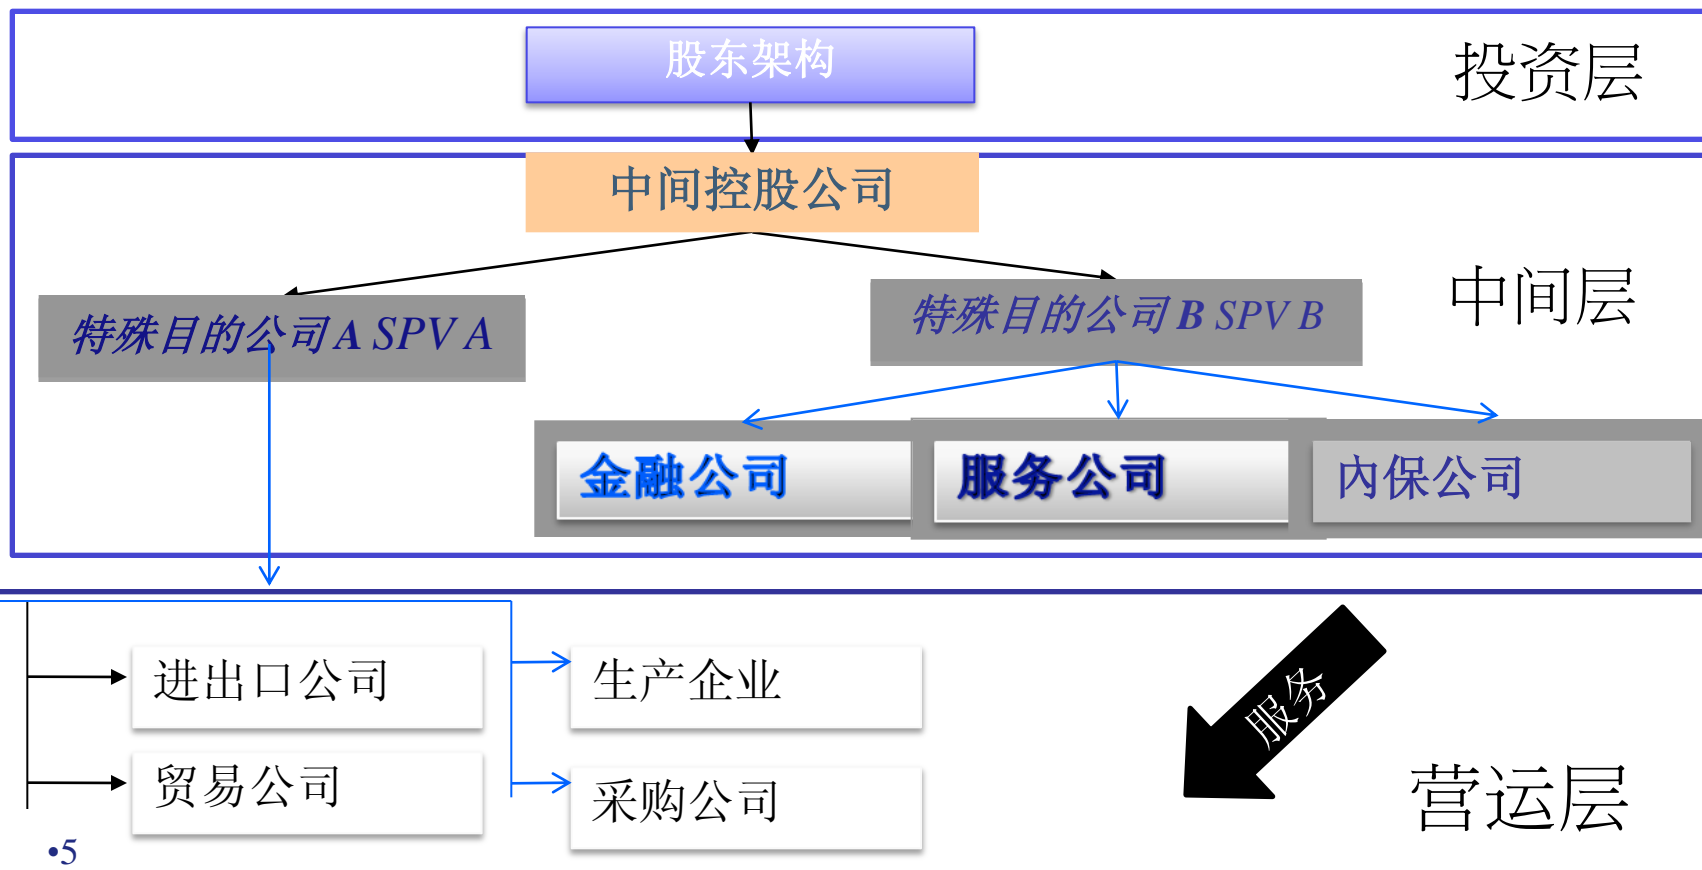 股东架构
投资层
中间控股公司
中间层
特殊目的公司 A SPV A
特殊目的公司 B SPV B
金融公司
服务公司
内保公司
进出口公司
生产企业
服务
贸易公司
采购公司
营运层
•5